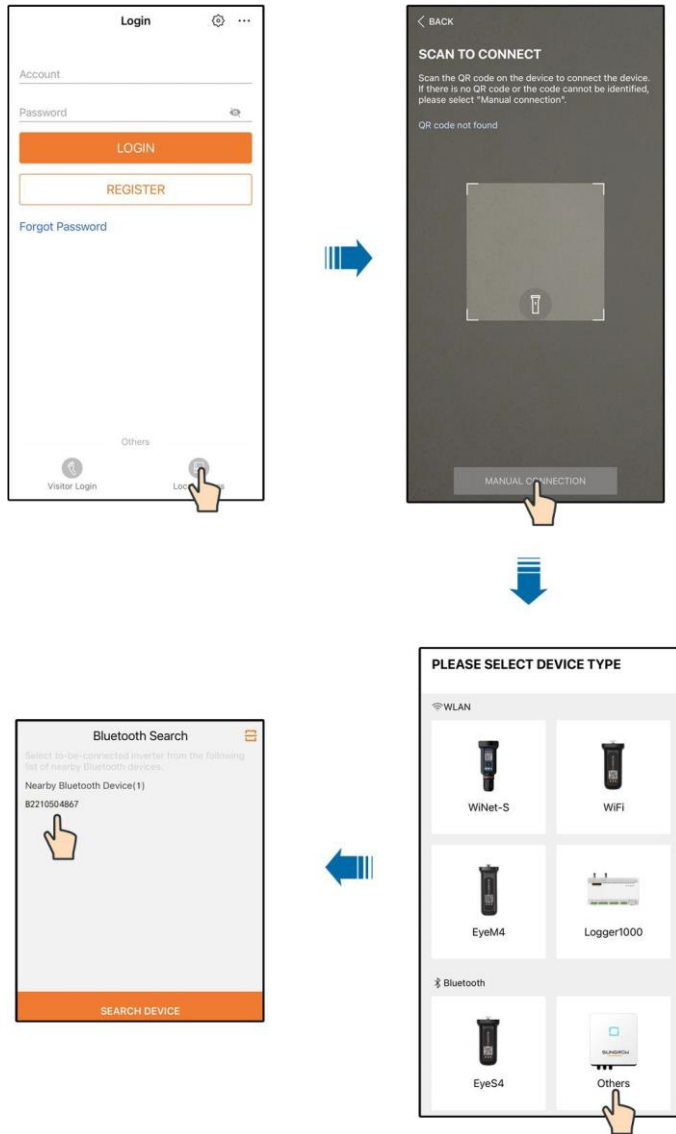 Login
Account
Password
LOGIN
REGISTER
Forgot Password
Others
Visitor Login
BACK
SCAN TO CONNECT
Scan the QR code on the device to connect the device.
If there is no QR code or the code cannot be identified,
please select "Manual connection".
QR code not found
MANUAL CONNECTION
PLEASE SELECT DEVICE TYPE
WLAN
WiNet-S
WiFi
EyeM4
Logger1000
Bluetooth
SUNGROW
EyeS4
Others
Bluetooth Search
Select to-be-connected inverter from the following
list of nearby Bluetooth devices.
Nearby Bluetooth Device(1)
B2210504867
SEARCH DEVICE